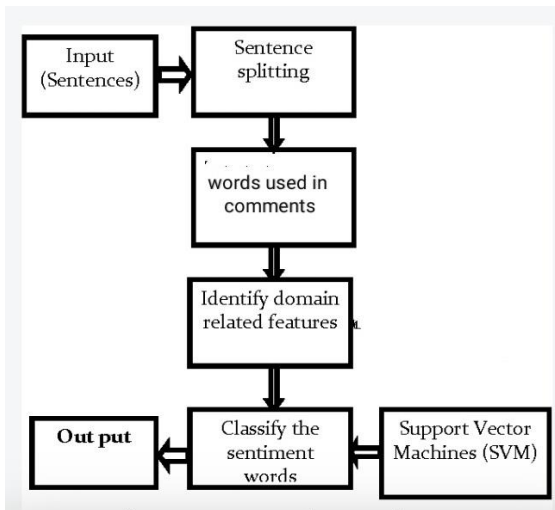 Input
(Sentences)
Sentence
splitting
words used in
comments
Identify domain
related features
Classify the
sentiment
words
Out put
Support Vector
Machines (SVM)